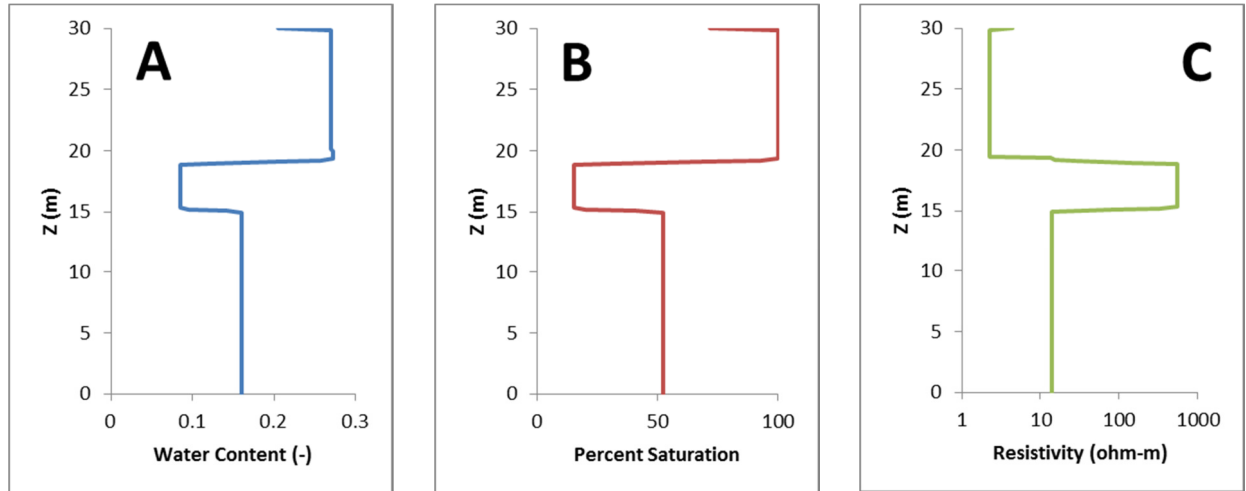 A
Z (m)
30
25
20
15
10
5
0
0 0.1 0.2 0.3
Water Content (-)
B
Z (m)
30
25
20
15
10
5
0
0 50 100
Percent Saturation
C
Z (m)
30
25
20
15
10
5
0
1 10 100 1000
Resistivity (ohm-m)